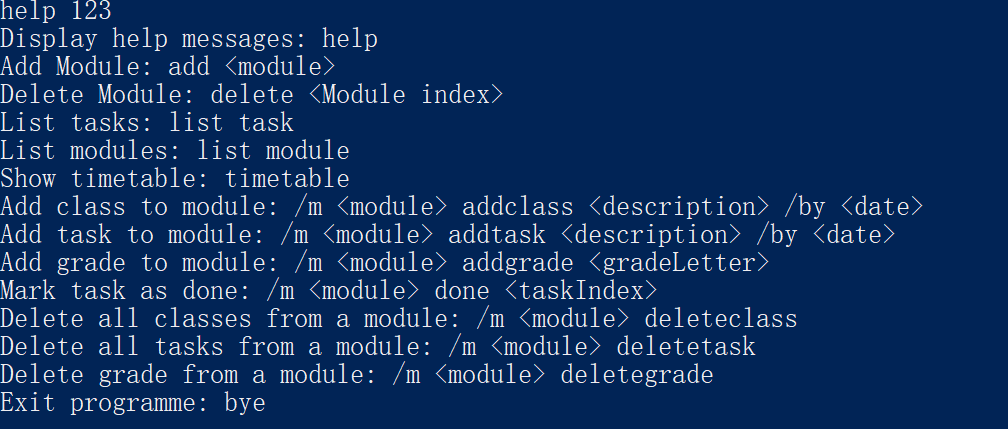 help 123
Display help messages: help
Add Module: add <module>
Delete Module: delete <Module index>
List tasks: list task
List modules: list module
Show timetable: timetable
Add class to module: /m <module> addclass <description> /by <date>
Add task to module: /m <module> addtask <description> /by <date>
Add grade to module: /m <module> addgrade <gradeLetter>
Mark task as done: /m <module> done <taskIndex>
Delete all classes from a module: /m <module> deleteclass
Delete all tasks from a module: /m <module> deletetask
Delete grade from a module: /m <module> deletegrade
Exit programme: bye